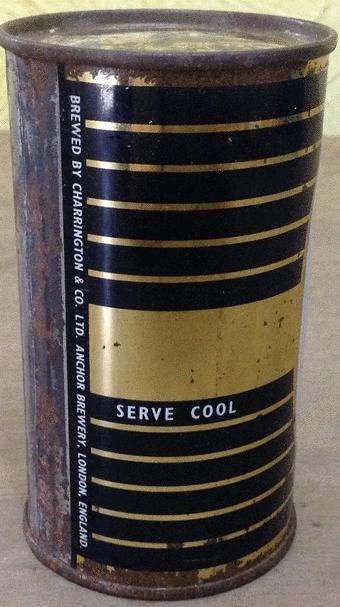 BREWED BY CHARRINGTON & CO. LTD. ANCHOR BREWERY, LONDON, ENGLAND.
SERVE COOL